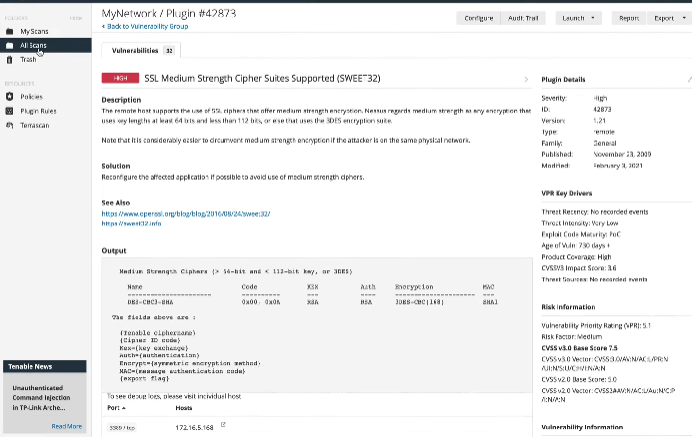 MyNetwork / Plugin #42873
< Back to Vulnerability Group
Configure
Audit Trail
Launch
Report
Export
FOLDERS
My Scans
All Scans
Trash
RESOURCES
Policies
Plugin Rules
Terrascan
Tenable News
Unauthenticated
Command Injection
in TP-Link Arche...
Read More
Vulnerabilities 32
HIGH SSL Medium Strength Cipher Suites Supported (SWEET32)
Description
The remote host supports the use of SSL ciphers that offer medium strength encryption. Nessus regards medium strength as any encryption that
uses key lengths at least 64 bits and less than 112 bits, or else that uses the 3DES encryption suite.
Note that it is considerably easier to circumvent medium strength encryption if the attacker is on the same physical network.
Solution
Reconfigure the affected application if possible to avoid use of medium strength ciphers.
See Also
https://www.openssl.org/blog/blog/2016/08/24/sweet32/
https://sweet32.info
Output
Medium Strength Ciphers (> 64-bit and < 112-bit key, or 3DES)
Name Code KEX Auth Encryption MAC
---------------------- ---------- --- ---- --------------------- ---
DES-CBC3-SHA 0x00, 0x0A RSA RSA 3DES-CBC(168) SHA1
The fields above are :
{Tenable ciphername}
{Cipher ID code}
Kex={key exchange}
Auth={authentication}
Encrypt={symmetric encryption method}
MAC={message authentication code}
{export flag}
To see debug logs, please visit individual host
Port Hosts
3389 / tcp 172.16.5.168
Plugin Details
Severity: High
ID: 42873
Version: 1.21
Type: remote
Family: General
Published: November 23, 2009
Modified: February 3, 2021
VPR Key Drivers
Threat Recency: No recorded events
Threat Intensity: Very Low
Exploit Code Maturity: PoC
Age of Vuln: 730 days +
Product Coverage: High
CVSSV3 Impact Score: 3.6
Threat Sources: No recorded events
Risk Information
Vulnerability Priority Rating (VPR): 5.1
Risk Factor: Medium
CVSS v3.0 Base Score 7.5
CVSS v3.0 Vector: CVSS:3.0/AV:N/AC:L/PR:N
/UI:N/S:U/C:H/I:N/A:N
CVSS v2.0 Base Score: 5.0
CVSS v2.0 Vector: CVSS2#AV:N/AC:L/Au:N/C:P
/I:N/A:N
Vulnerability Information